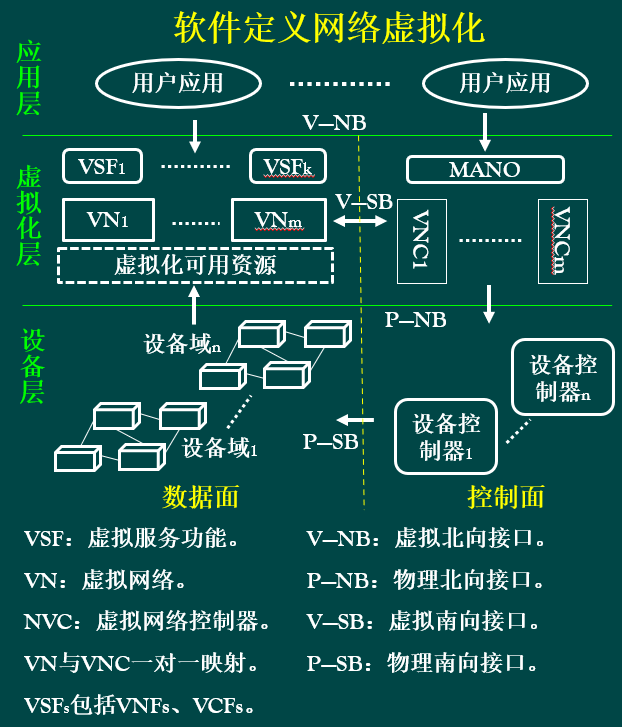 软件定义网络虚拟化
应用层
用户应用 用户应用
V—NB
虚拟化层
VSF1 VSFk
MANO
VN1 VNm
V—SB
VNC1 VNCm
虚拟化可用资源
设备层
P—NB
设备域n
设备控制器n
设备域1
设备控制器1
P—SB
数据面 控制面
VSF：虚拟服务功能。
V—NB：虚拟北向接口。
VN：虚拟网络。
P—NB：物理北向接口。
NVC：虚拟网络控制器。
V—SB：虚拟南向接口。
VN与VNC一对一映射。
P—SB：物理南向接口。
VSFs包括VNFs、VCFs。